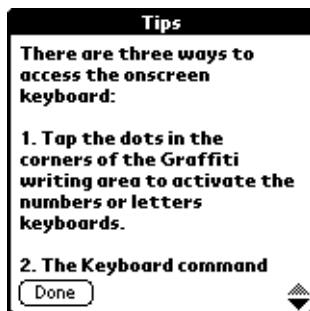 Tips
There are three ways to
access the onscreen
keyboard:
1. Tap the dots in the
corners of the Graffiti
writing area to activate the
numbers or letters
keyboards.
2. The Keyboard command
Done